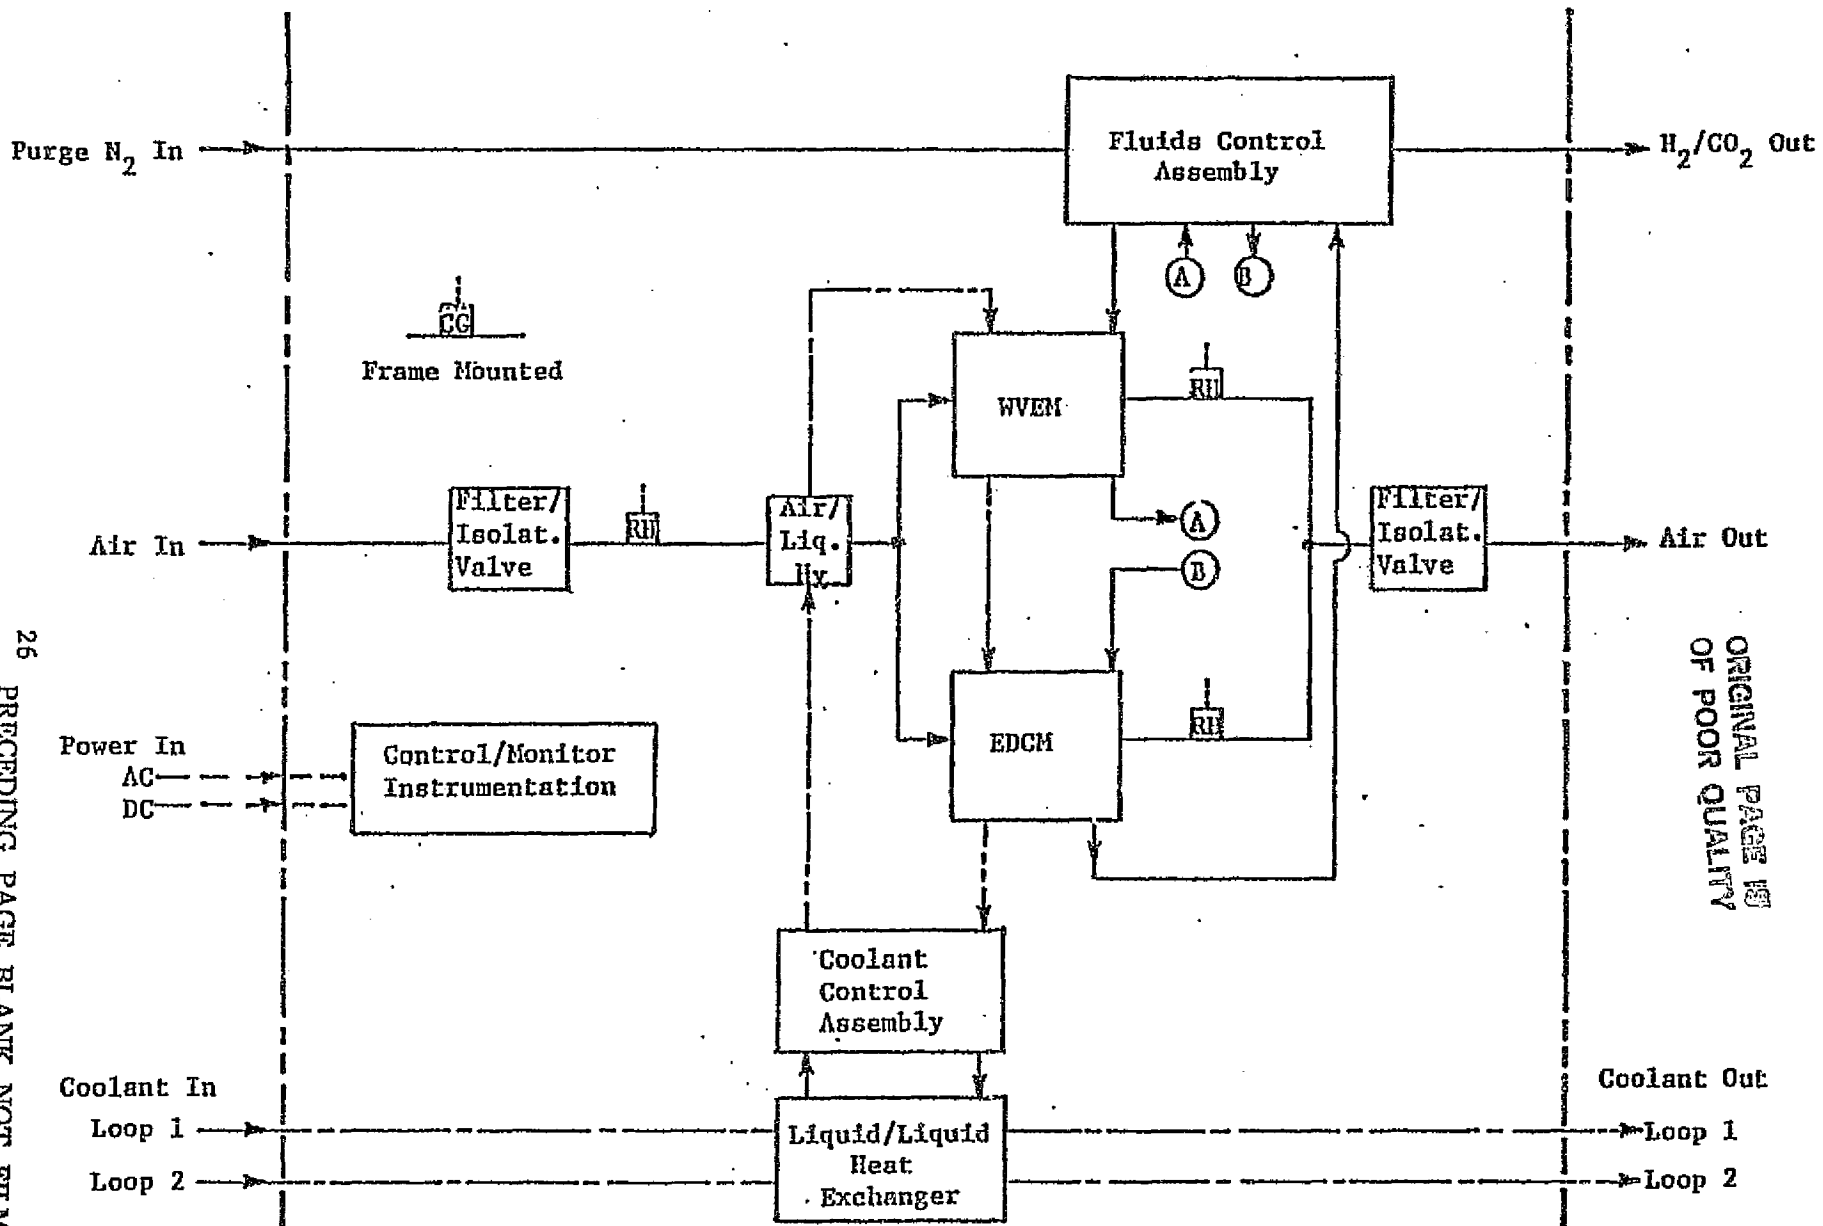 Purge N2 In
Fluids Control
Assembly
H2/CO2 Out
A
B
CG
Frame Mounted
WVEM
RH
Air In
Filter/
Isolat.
Valve
RH
Air/
Liq.
Hx
A
B
Filter/
Isolat.
Valve
Air Out
Power In
AC
DC
Control/Monitor
Instrumentation
EDCM
RH
Coolant
Control
Assembly
Coolant In
Loop 1
Loop 2
Liquid/Liquid
Heat
Exchanger
Coolant Out
Loop 1
Loop 2
26
PRECEDING PAGE BLANK NOT
ORIGINAL PAGE IS
OF POOR QUALITY